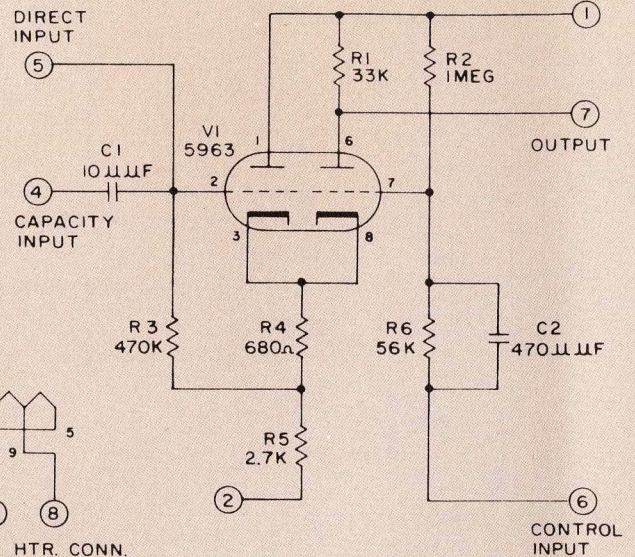 DIRECT
INPUT
5
1
R1
33K
R2
1MEG
7
OUTPUT
C1
10µµF
V1
5963
1
6
4
2
7
CAPACITY
INPUT
3
8
R3
470K
R4
680Ω
R6
56K
C2
470µµF
R5
2.7K
5
9
2
8
6
HTR. CONN.
CONTROL
INPUT